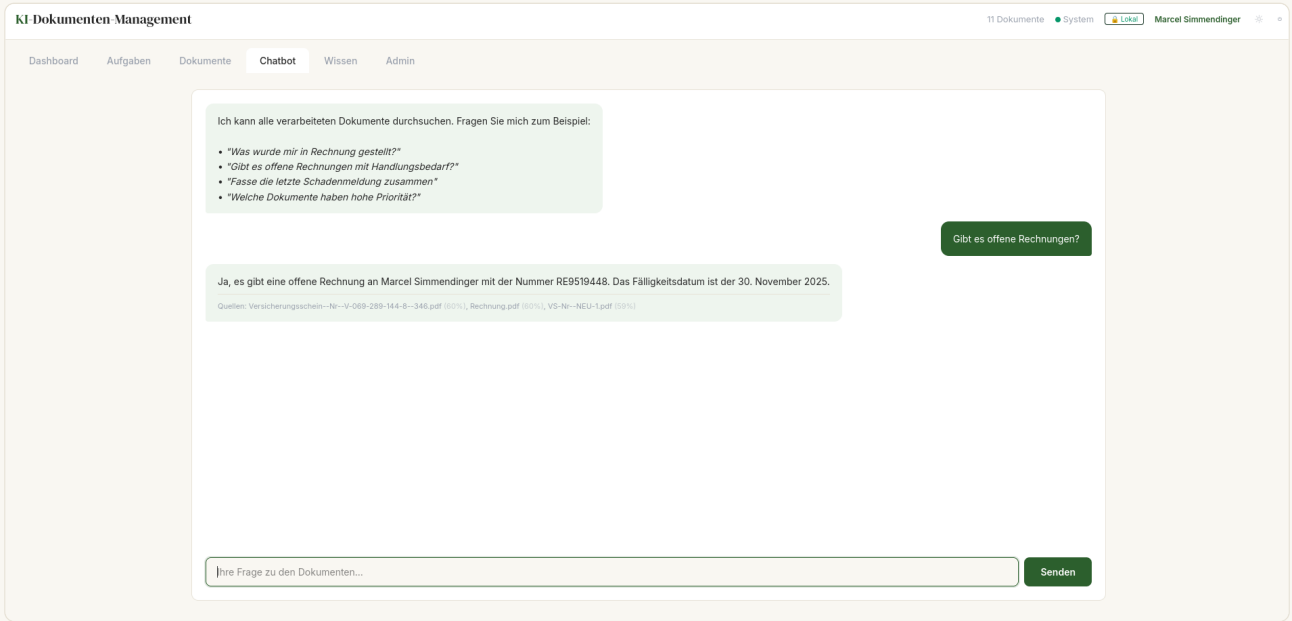 KI-Dokumenten-Management
11 Dokumente
System
Lokal
Marcel Simmendinger
Dashboard
Aufgaben
Dokumente
Chatbot
Wissen
Admin
Ich kann alle verarbeiteten Dokumente durchsuchen. Fragen Sie mich zum Beispiel:
• "Was wurde mir in Rechnung gestellt?"
• "Gibt es offene Rechnungen mit Handlungsbedarf?"
• "Fasse die letzte Schadenmeldung zusammen"
• "Welche Dokumente haben hohe Priorität?"
Gibt es offene Rechnungen?
Ja, es gibt eine offene Rechnung an Marcel Simmendinger mit der Nummer RE9519448. Das Fälligkeitsdatum ist der 30. November 2025.
Quellen: Versicherungsschein--Nr--V-069-289-144-8--346.pdf (60%), Rechnung.pdf (60%), VS-Nr--NEU-1.pdf (59%)
Ihre Frage zu den Dokumenten...
Senden